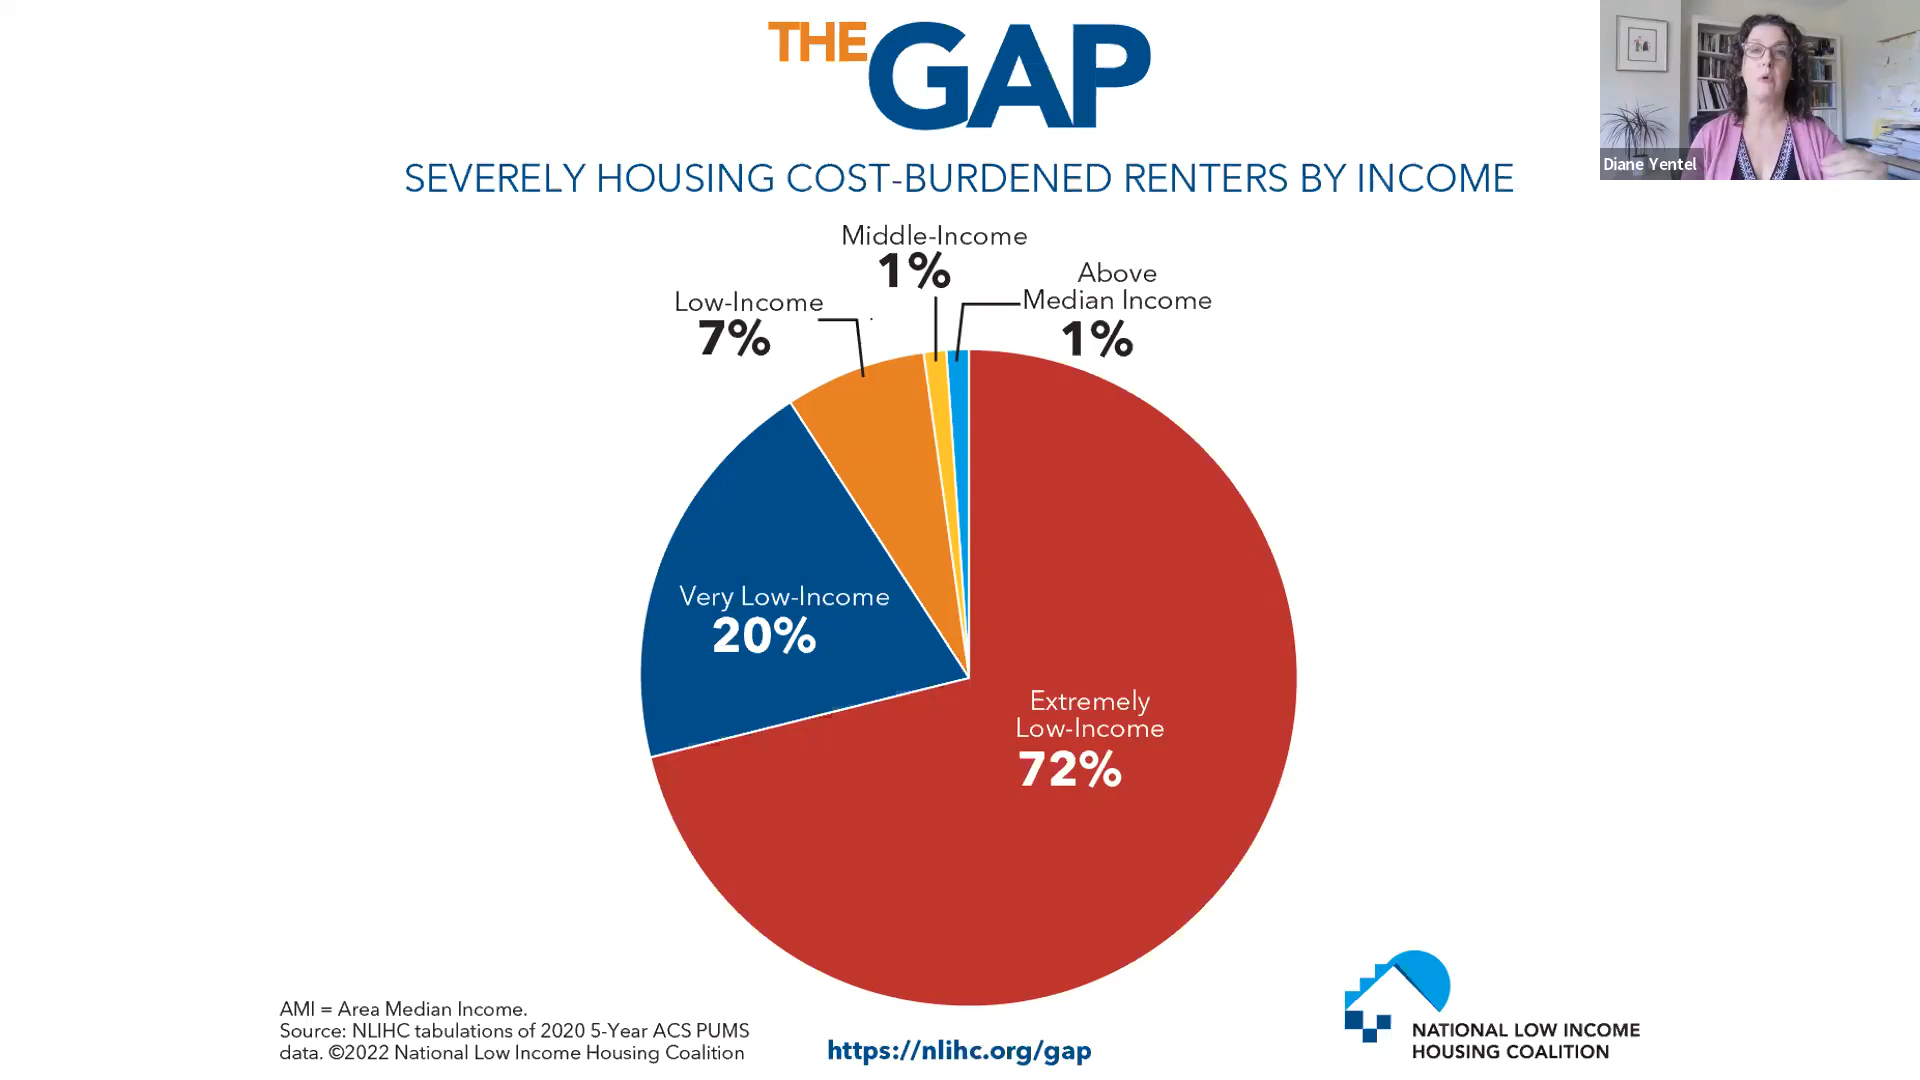 THE GAP
Diane Yentel
SEVERELY HOUSING COST-BURDENED RENTERS BY INCOME
Middle-Income
1%
Above
Median Income
1%
Low-Income
7%
Very Low-Income
20%
Extremely
Low-Income
72%
AMI = Area Median Income.
Source: NLIHC tabulations of 2020 5-Year ACS PUMS
data. ©2022 National Low Income Housing Coalition
https://nlihc.org/gap
NATIONAL LOW INCOME
HOUSING COALITION